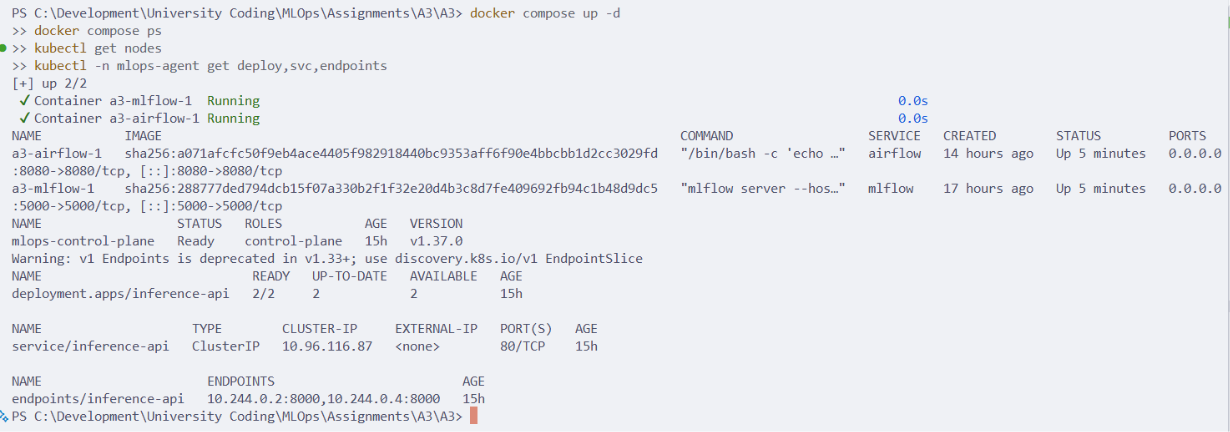 PS C:\Development\University Coding\MLOps\Assignments\A3\A3> docker compose up -d
>> docker compose ps
>> kubectl get nodes
>> kubectl -n mlops-agent get deploy,svc,endpoints
[+] up 2/2
✓Container a3-mlflow-1 Running 0.0s
✓Container a3-airflow-1 Running 0.0s
NAME IMAGE COMMAND SERVICE CREATED STATUS PORTS
a3-airflow-1 sha256:a071afcfc50f9eb4ace4405f982918440bc9353aff6f90e4bbcbb1d2cc3029fd "/bin/bash -c 'echo …" airflow 14 hours ago Up 5 minutes 0.0.0.0
:8080->8080/tcp, [::]:8080->8080/tcp
a3-mlflow-1 sha256:288777ded794dcb15f07a330b2f1f32e20d4b3c8d7fe409692fb94c1b48d9dc5 "mlflow server --hos…" mlflow 17 hours ago Up 5 minutes 0.0.0.0
:5000->5000/tcp, [::]:5000->5000/tcp
NAME STATUS ROLES AGE VERSION
mlops-control-plane Ready control-plane 15h v1.37.0
Warning: v1 Endpoints is deprecated in v1.33+; use discovery.k8s.io/v1 EndpointSlice
NAME READY UP-TO-DATE AVAILABLE AGE
deployment.apps/inference-api 2/2 2 2 15h
NAME TYPE CLUSTER-IP EXTERNAL-IP PORT(S) AGE
service/inference-api ClusterIP 10.96.116.87 <none> 80/TCP 15h
NAME ENDPOINTS AGE
endpoints/inference-api 10.244.0.2:8000,10.244.0.4:8000 15h
PS C:\Development\University Coding\MLOps\Assignments\A3\A3>